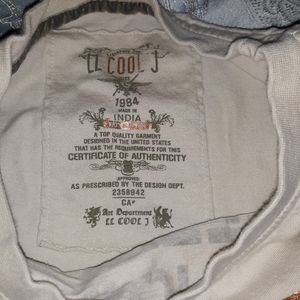 LL COOL J
1984
MADE IN
INDIA
A TOP QUALITY GARMENT
DESIGNED IN THE UNITED STATES
THAT HAS THE REQUIREMENTS FOR THIS
CERTIFICATE OF AUTHENTICITY
APPROVED
AS PRESCRIBED BY THE DESIGN DEPT.
2358942
CA*
Art Department
LL COOL J